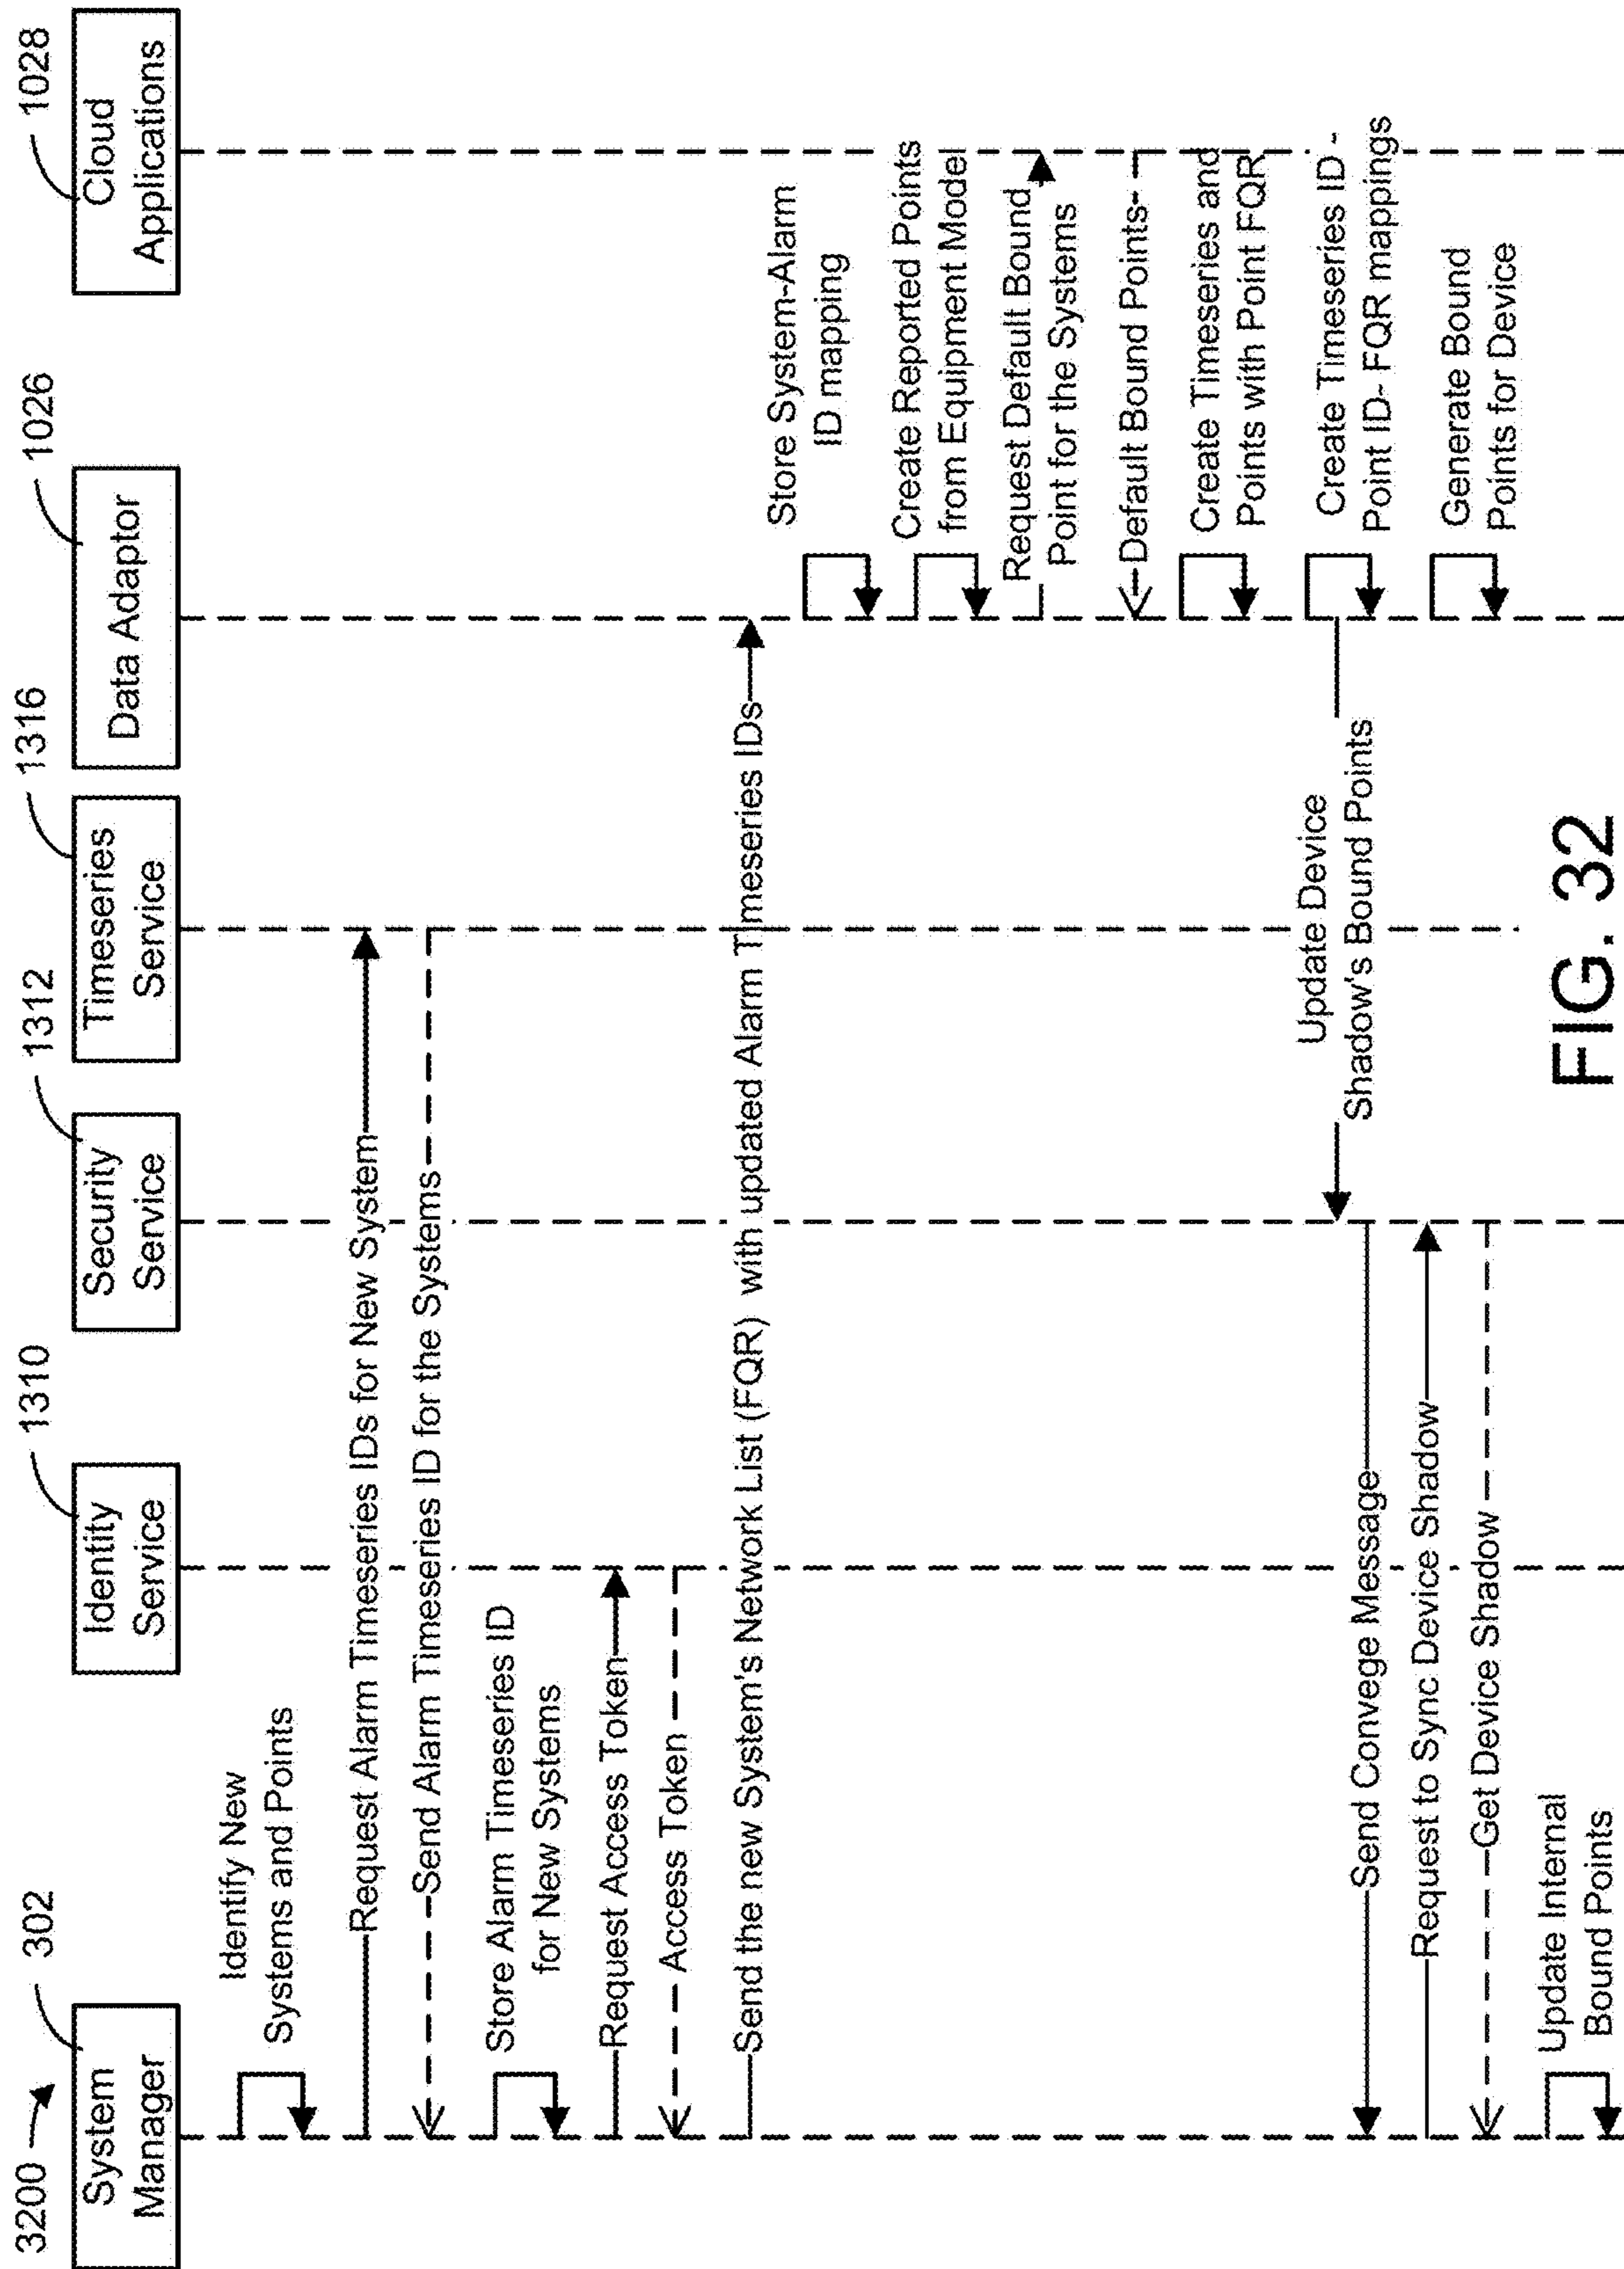 3200
302
1310
1312
1316
1026
1028
System
Manager
Identity
Service
Security
Service
Timeseries
Service
Data Adaptor
Cloud
Applications
Identify New
Systems and Points
Request Alarm Timeseries IDs for New System
Send Alarm Timeseries ID for the Systems
Store Alarm Timeseries ID
for New Systems
Request Access Token
Access Token
Send the new System's Network List (FQR) with updated Alarm Timeseries IDs
Store System-Alarm
ID mapping
Create Reported Points
from Equipment Model
Request Default Bound
Point for the Systems
Default Bound Points
Create Timeseries and
Points with Point FQR
Create Timeseries ID -
Point ID- FQR mappings
Update Device
Shadow's Bound Points
Generate Bound
Points for Device
Send Convege Message
Request to Sync Device Shadow
Get Device Shadow
Update Internal
Bound Points
FIG. 32